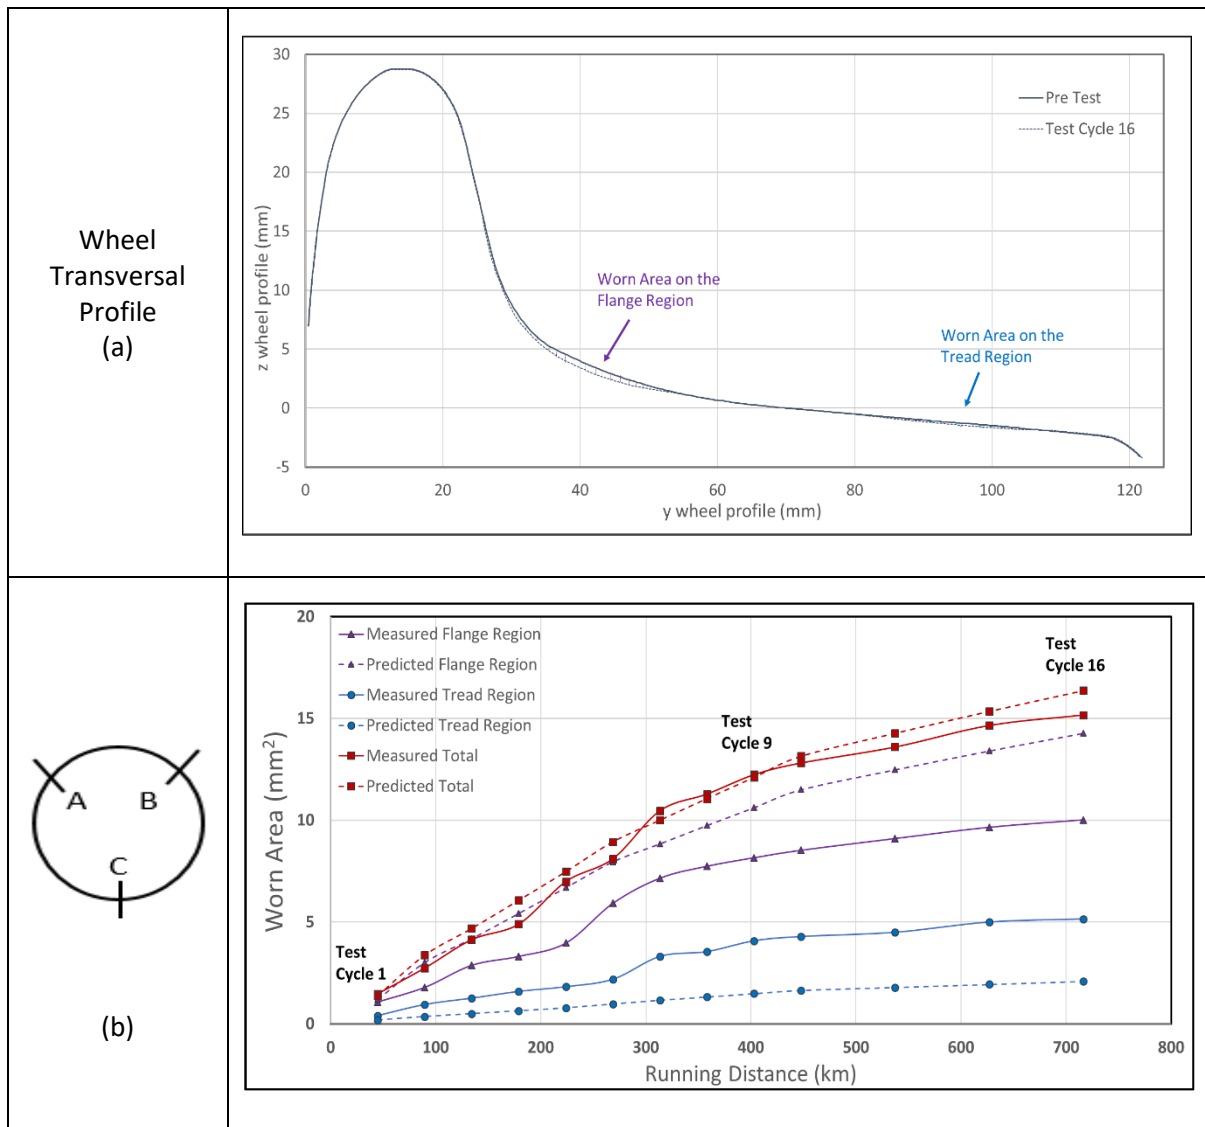 Wheel
Transversal
Profile
(a)
30
25
20
15
10
5
0
-5
z wheel profile (mm)
Pre Test
Test Cycle 16
Worn Area on the
Flange Region
Worn Area on the
Tread Region
0
20
40
60
80
100
120
y wheel profile (mm)
A
B
C
(b)
20
15
10
5
0
Worn Area (mm²)
Measured Flange Region
Predicted Flange Region
Measured Tread Region
Predicted Tread Region
Measured Total
Predicted Total
Test
Cycle 1
Test
Cycle 9
Test
Cycle 16
0
100
200
300
400
500
600
700
800
Running Distance (km)